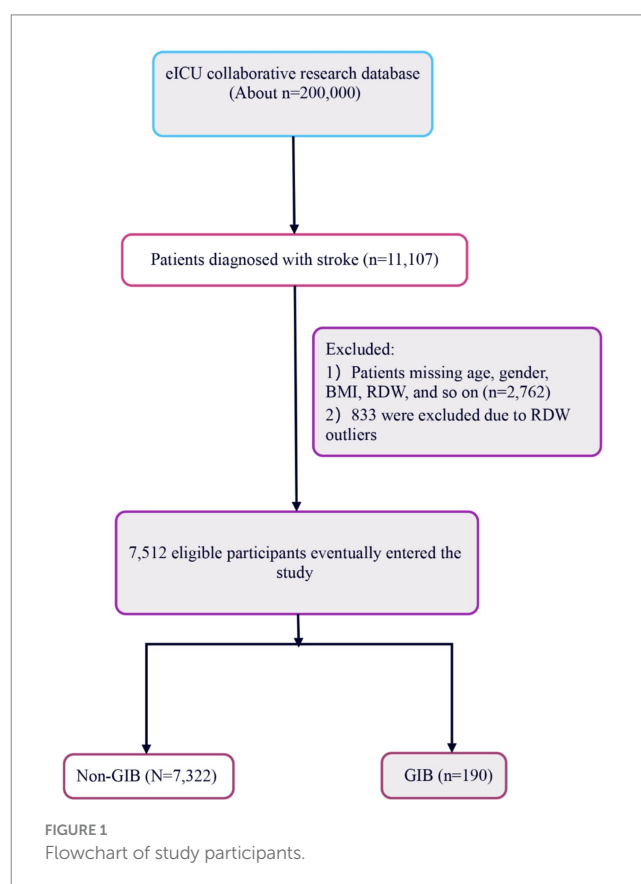 eICU collaborative research database
(About n=200,000)
Patients diagnosed with stroke (n=11,107)
Excluded:
1）Patients missing age, gender,
BMI, RDW, and so on (n=2,762)
2）833 were excluded due to RDW
outliers
7,512 eligible participants eventually entered the
study
Non-GIB (N=7,322)
GIB (n=190)
FIGURE 1
Flowchart of study participants.